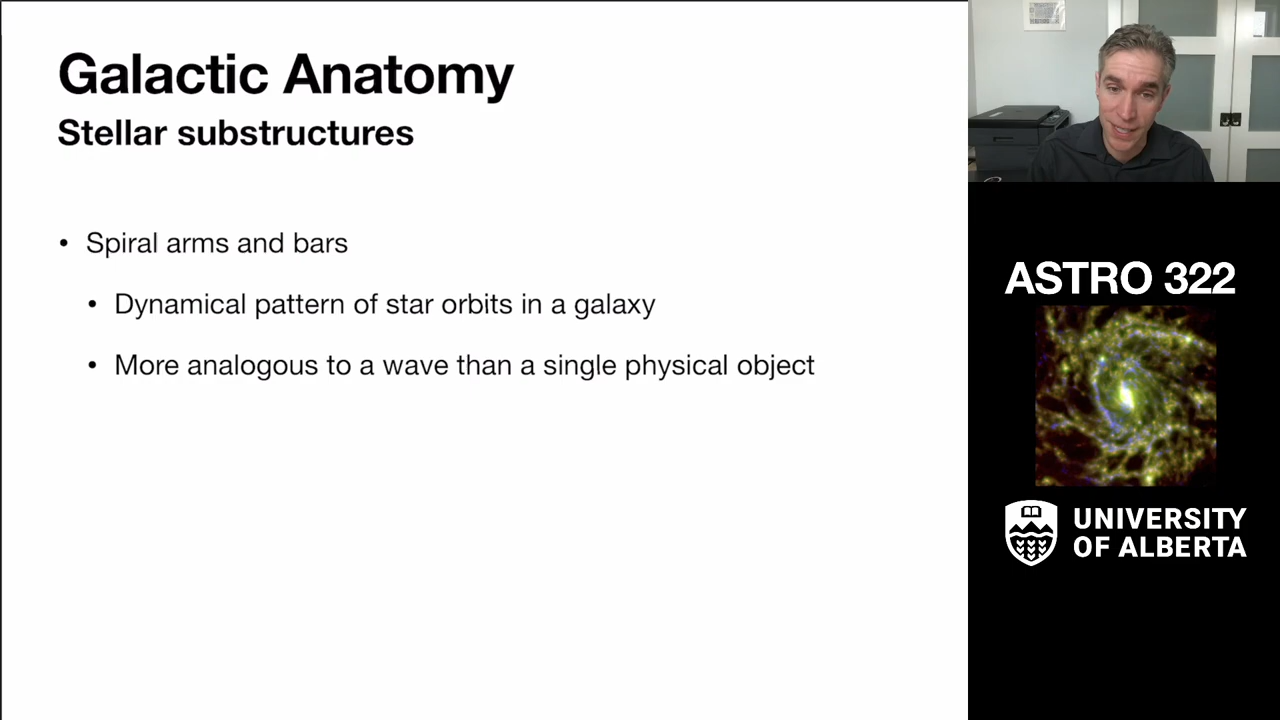 Galactic Anatomy
Stellar substructures
• Spiral arms and bars
• Dynamical pattern of star orbits in a galaxy
• More analogous to a wave than a single physical object
ASTRO 322
UNIVERSITY
OF ALBERTA